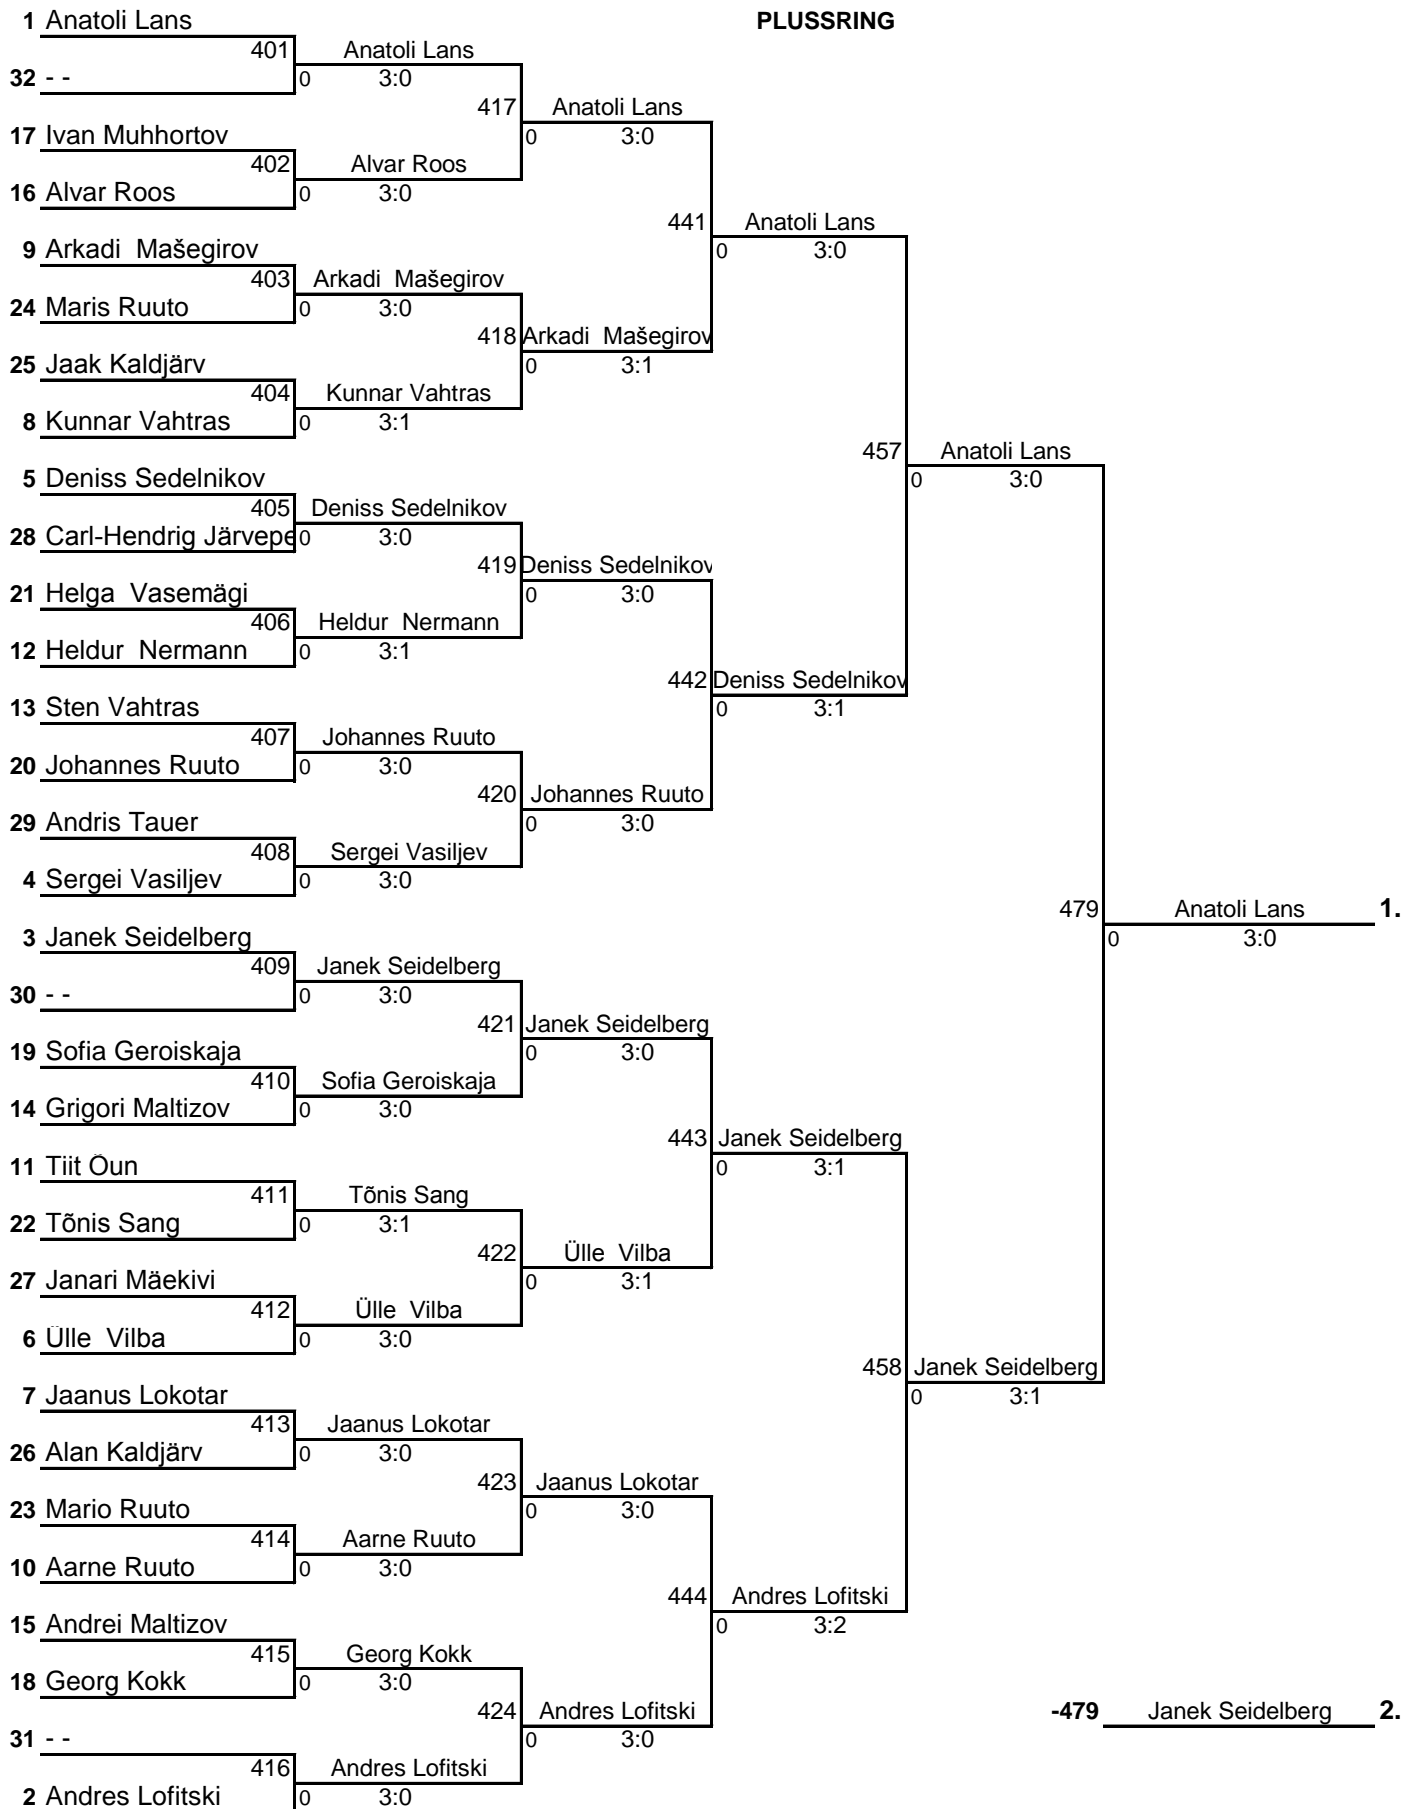 PLUSSRING
1 Anatoli Lans
401 Anatoli Lans
32 - - 0 3:0
417 Anatoli Lans
17 Ivan Muhhortov 0 3:0
402 Alvar Roos
16 Alvar Roos 0 3:0
441 Anatoli Lans
9 Arkadi Mašegirov 0 3:0
403 Arkadi Mašegirov
24 Maris Ruuto 0 3:0
418 Arkadi Mašegirov
25 Jaak Kaldjärv 0 3:1
404 Kunnar Vahtras
8 Kunnar Vahtras 0 3:1
457 Anatoli Lans
5 Deniss Sedelnikov 0 3:0
405 Deniss Sedelnikov
28 Carl-Hendrig Järvepe 0 3:0
419 Deniss Sedelnikov
21 Helga Vasemägi 0 3:0
406 Heldur Nermann
12 Heldur Nermann 0 3:1
442 Deniss Sedelnikov
13 Sten Vahtras 0 3:1
407 Johannes Ruuto
20 Johannes Ruuto 0 3:0
420 Johannes Ruuto
29 Andris Tauer 0 3:0
408 Sergei Vasiljev
4 Sergei Vasiljev 0 3:0
479 Anatoli Lans 1.
3 Janek Seidelberg 0 3:0
409 Janek Seidelberg
30 - - 0 3:0
421 Janek Seidelberg
19 Sofia Geroiskaja 0 3:0
410 Sofia Geroiskaja
14 Grigori Maltizov 0 3:0
443 Janek Seidelberg
11 Tiit Õun 0 3:1
411 Tõnis Sang
22 Tõnis Sang 0 3:1
422 Ülle Vilba
27 Janari Mäekivi 0 3:1
412 Ülle Vilba
6 Ülle Vilba 0 3:0
458 Janek Seidelberg
7 Jaanus Lokotar 0 3:1
413 Jaanus Lokotar
26 Alan Kaldjärv 0 3:0
423 Jaanus Lokotar
23 Mario Ruuto 0 3:0
414 Aarne Ruuto
10 Aarne Ruuto 0 3:0
444 Andres Lofitski
15 Andrei Maltizov 0 3:2
415 Georg Kokk
18 Georg Kokk 0 3:0
424 Andres Lofitski -479 Janek Seidelberg 2.
31 - - 0 3:0
416 Andres Lofitski
2 Andres Lofitski 0 3:0